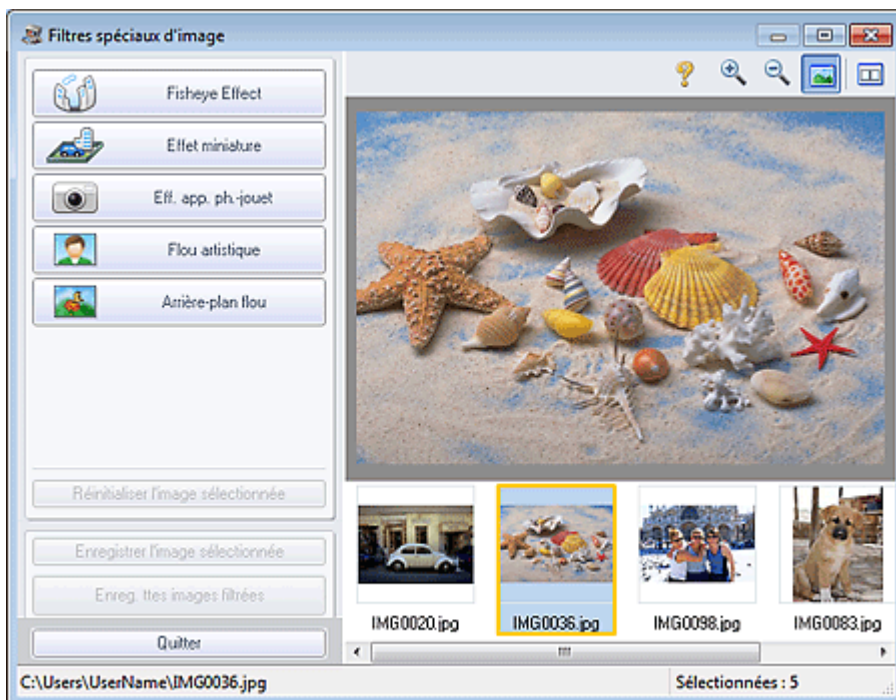 Filtres spéciaux d'image
Fisheye Effect
Effet miniature
Eff. app. ph.-jouet
Flou artistique
Arrière-plan flou
Réinitialiser l'image sélectionnée
Enregistrer l'image sélectionnée
Enreg. ttes images filtrées
Quitter
IMG0020.jpg
IMG0036.jpg
IMG0098.jpg
IMG0083.jpg
C:\Users\UserName\IMG0036.jpg
Sélectionnées : 5